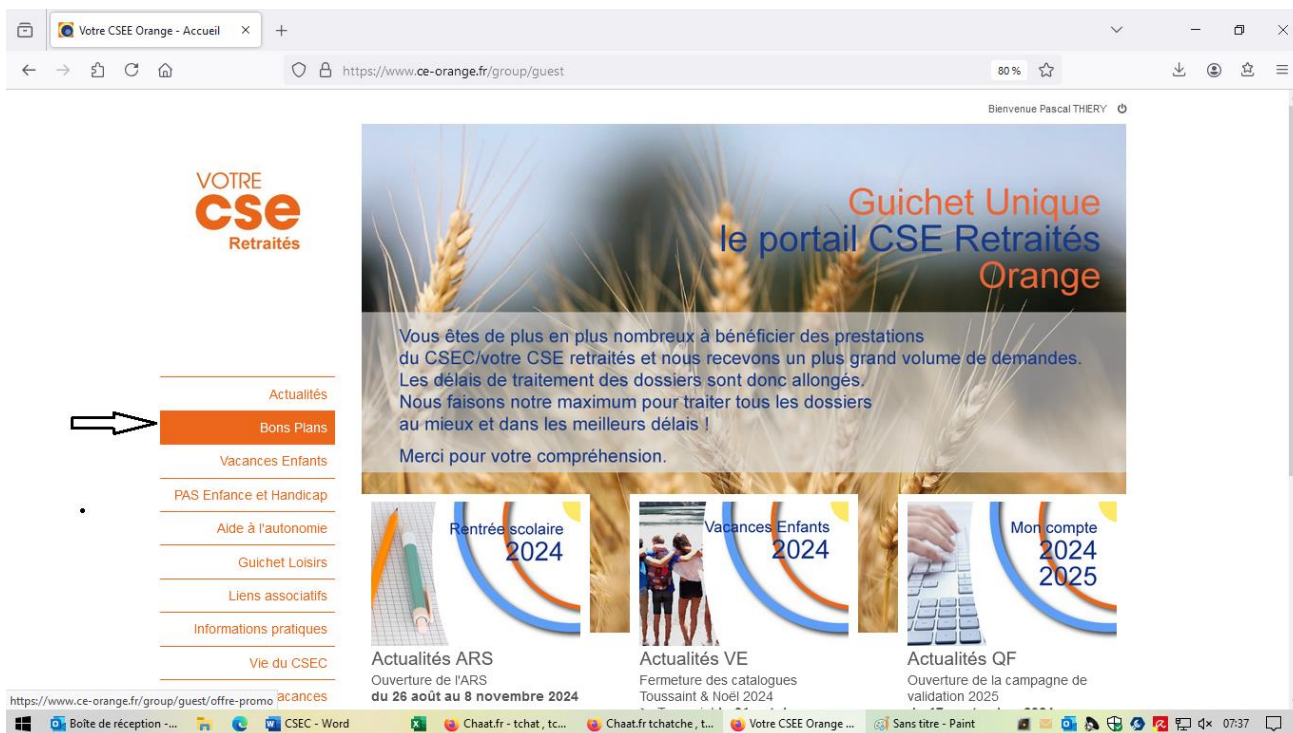 Votre CSEE Orange - Accueil
https://www.ce-orange.fr/group/guest
80 %
Bienvenue Pascal THIERY
VOTRE
cse
Retraités
Guichet Unique
le portail CSE Retraités
Orange
Vous êtes de plus en plus nombreux à bénéficier des prestations
du CSEC/votre CSE retraités et nous recevons un plus grand volume de demandes.
Les délais de traitement des dossiers sont donc allongés.
Nous faisons notre maximum pour traiter tous les dossiers
au mieux et dans les meilleurs délais !
Merci pour votre compréhension.
Actualités
Bons Plans
Vacances Enfants
PAS Enfance et Handicap
Aide à l'autonomie
Guichet Loisirs
Liens associatifs
Informations pratiques
Vie du CSEC
acances
Rentrée scolaire
2024
Actualités ARS
Ouverture de l'ARS
du 26 août au 8 novembre 2024
Vacances Enfants
2024
Actualités VE
Fermeture des catalogues
Toussaint & Noël 2024
Mon compte
2024
2025
Actualités QF
Ouverture de la campagne de
validation 2025
https://www.ce-orange.fr/group/guest/offre-promo
Boîte de réception -...
CSEC - Word
Chaat.fr - tchat , tc...
Chaat.fr tchatche , t...
Votre CSEE Orange ...
Sans titre - Paint
07:37